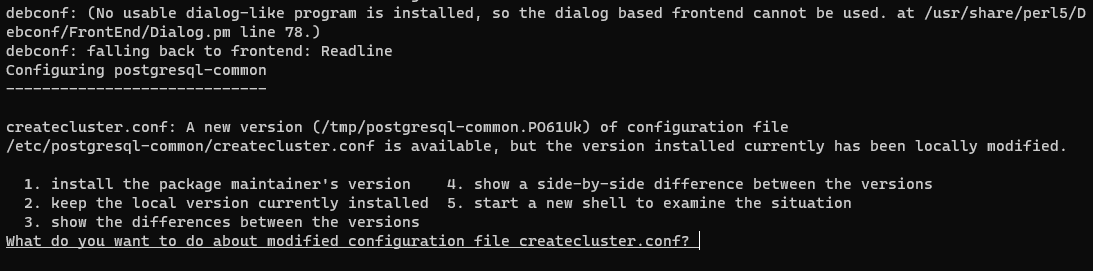 debconf: (No usable dialog-like program is installed, so the dialog based frontend cannot be used. at /usr/share/perl5/D
ebconf/FrontEnd/Dialog.pm line 78.)
debconf: falling back to frontend: Readline
Configuring postgresql-common
-----------------------------
createcluster.conf: A new version (/tmp/postgresql-common.PO61Uk) of configuration file
/etc/postgresql-common/createcluster.conf is available, but the version installed currently has been locally modified.
1. install the package maintainer's version    4. show a side-by-side difference between the versions
2. keep the local version currently installed  5. start a new shell to examine the situation
3. show the differences between the versions
What do you want to do about modified configuration file createcluster.conf?